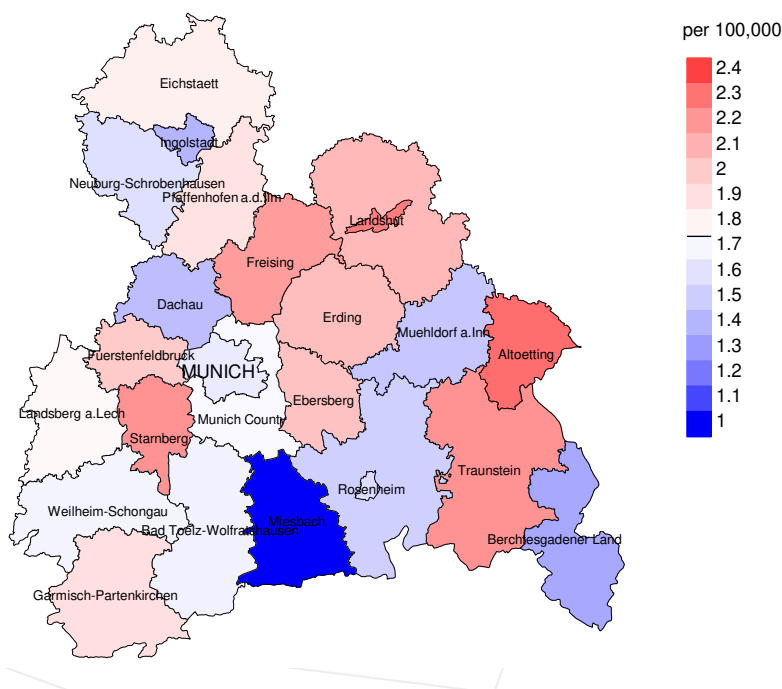 per 100,000
2.4
2.3
2.2
2.1
2
1.9
1.8
1.7
1.6
1.5
1.4
1.3
1.2
1.1
1
Eichstaett
Ingolstadt
Neuburg-Schrobenhausen
Pfaffenhofen a.d.Ilm
Landshut
Freising
Dachau
Erding
Muehldorf a.Inn
Altoetting
Fuerstenfeldbruck
MUNICH
Ebersberg
Landsberg a.Lech
Munich County
Starnberg
Traunstein
Rosenheim
Weilheim-Schongau
Miesbach
Bad Toelz-Wolfratshausen
Berchtesgadener Land
Garmisch-Partenkirchen